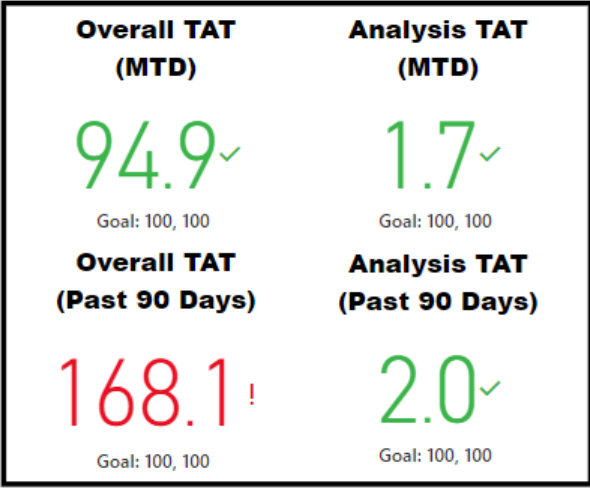 Overall TAT
(MTD)
94.9
Goal: 100, 100
Analysis TAT
(MTD)
1.7
Goal: 100, 100
Overall TAT
(Past 90 Days)
168.1 !
Goal: 100, 100
Analysis TAT
(Past 90 Days)
2.0
Goal: 100, 100